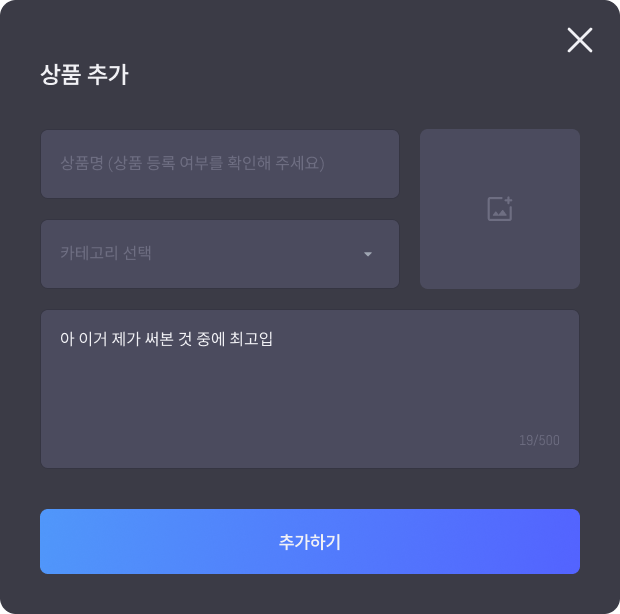 상품 추가
상품명 (상품 등록 여부를 확인해 주세요)
카테고리 선택
아 이거 제가 써본 것 중에 최고입
19/500
추가하기